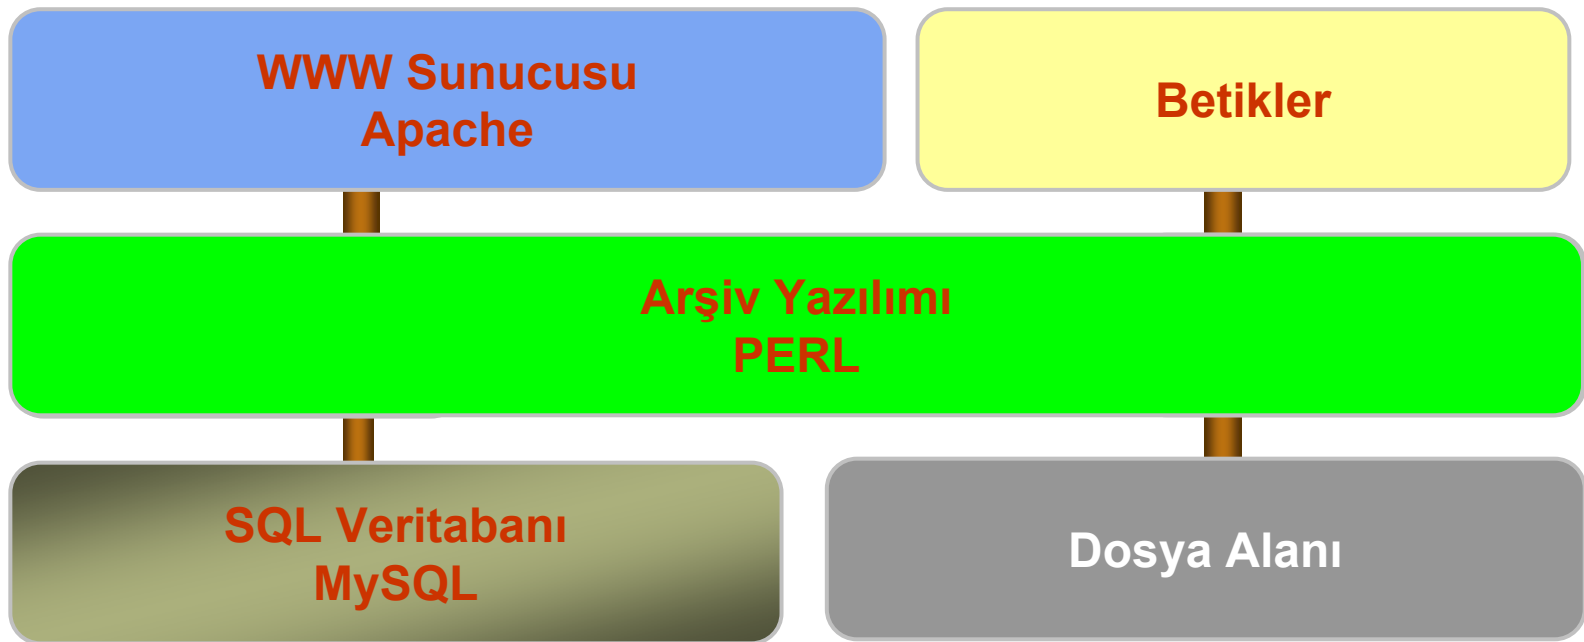 WWW Sunucusu
Apache
Betikler
Arşiv Yazılımı
PERL
SQL Veritabanı
MySQL
Dosya Alanı